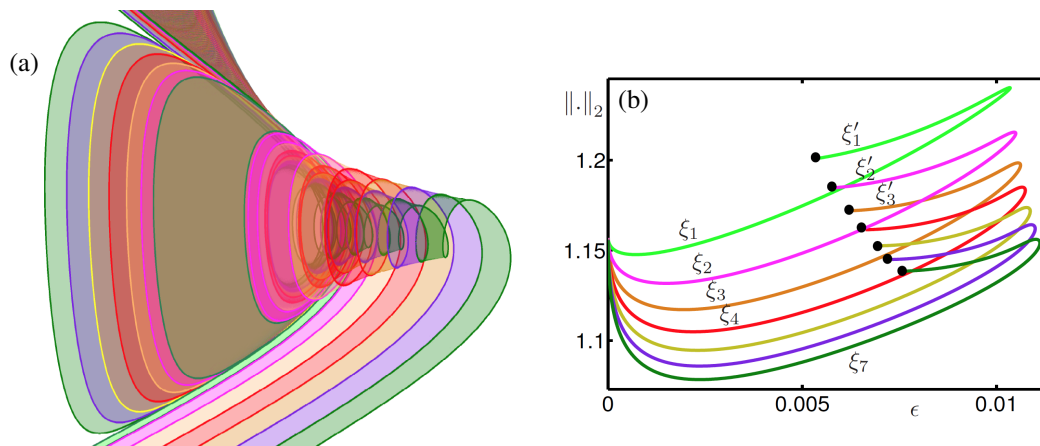 (a)
(b)
‖.‖₂
1.2
1.15
1.1
ξ′₁
ξ′₂
ξ′₃
ξ₁
ξ₂
ξ₃
ξ₄
ξ₇
0
0.005
ϵ
0.01